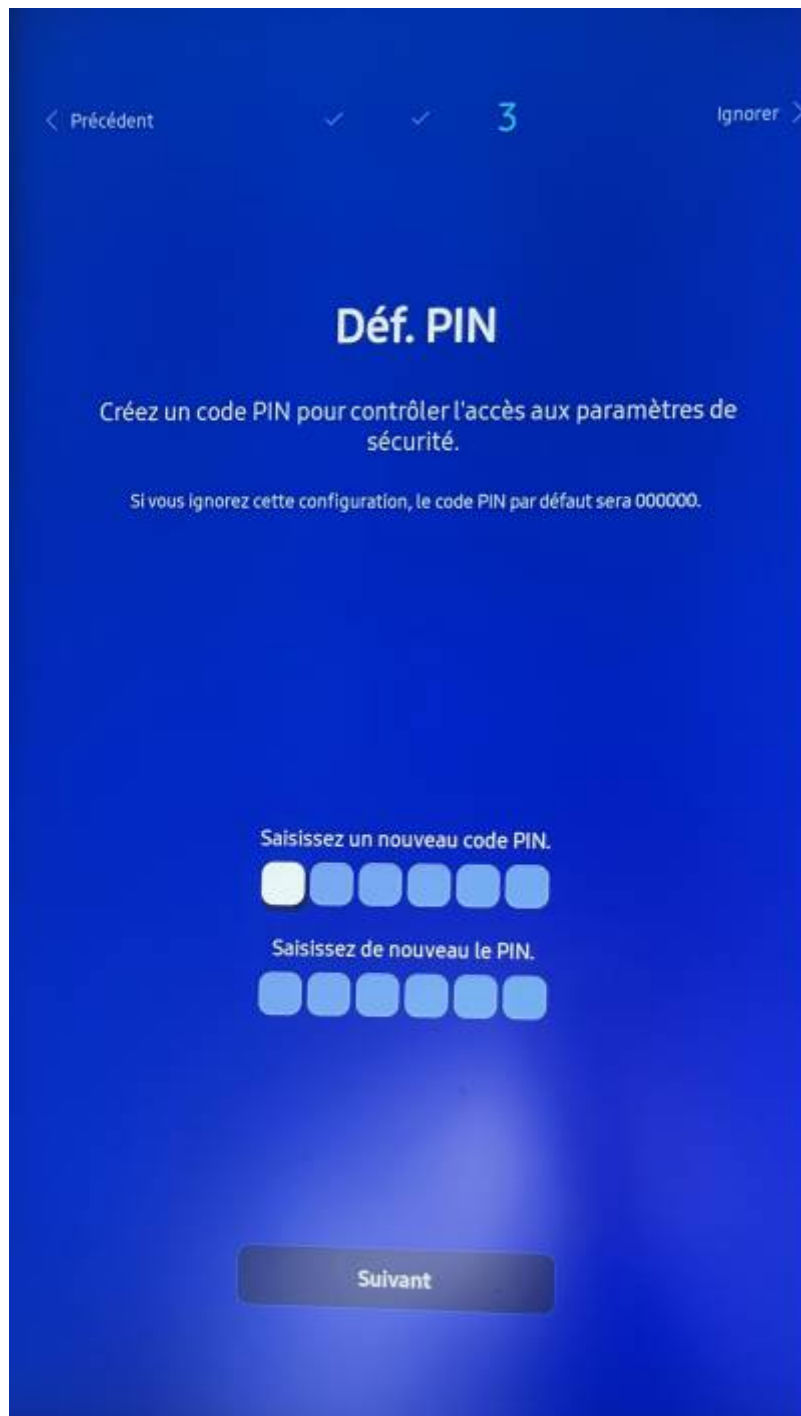 Précédent
3
Ignorer
Déf. PIN
Créez un code PIN pour contrôler l'accès aux paramètres de
sécurité.
Si vous ignorez cette configuration, le code PIN par défaut sera 000000.
Saisissez un nouveau code PIN.
Saisissez de nouveau le PIN.
Suivant